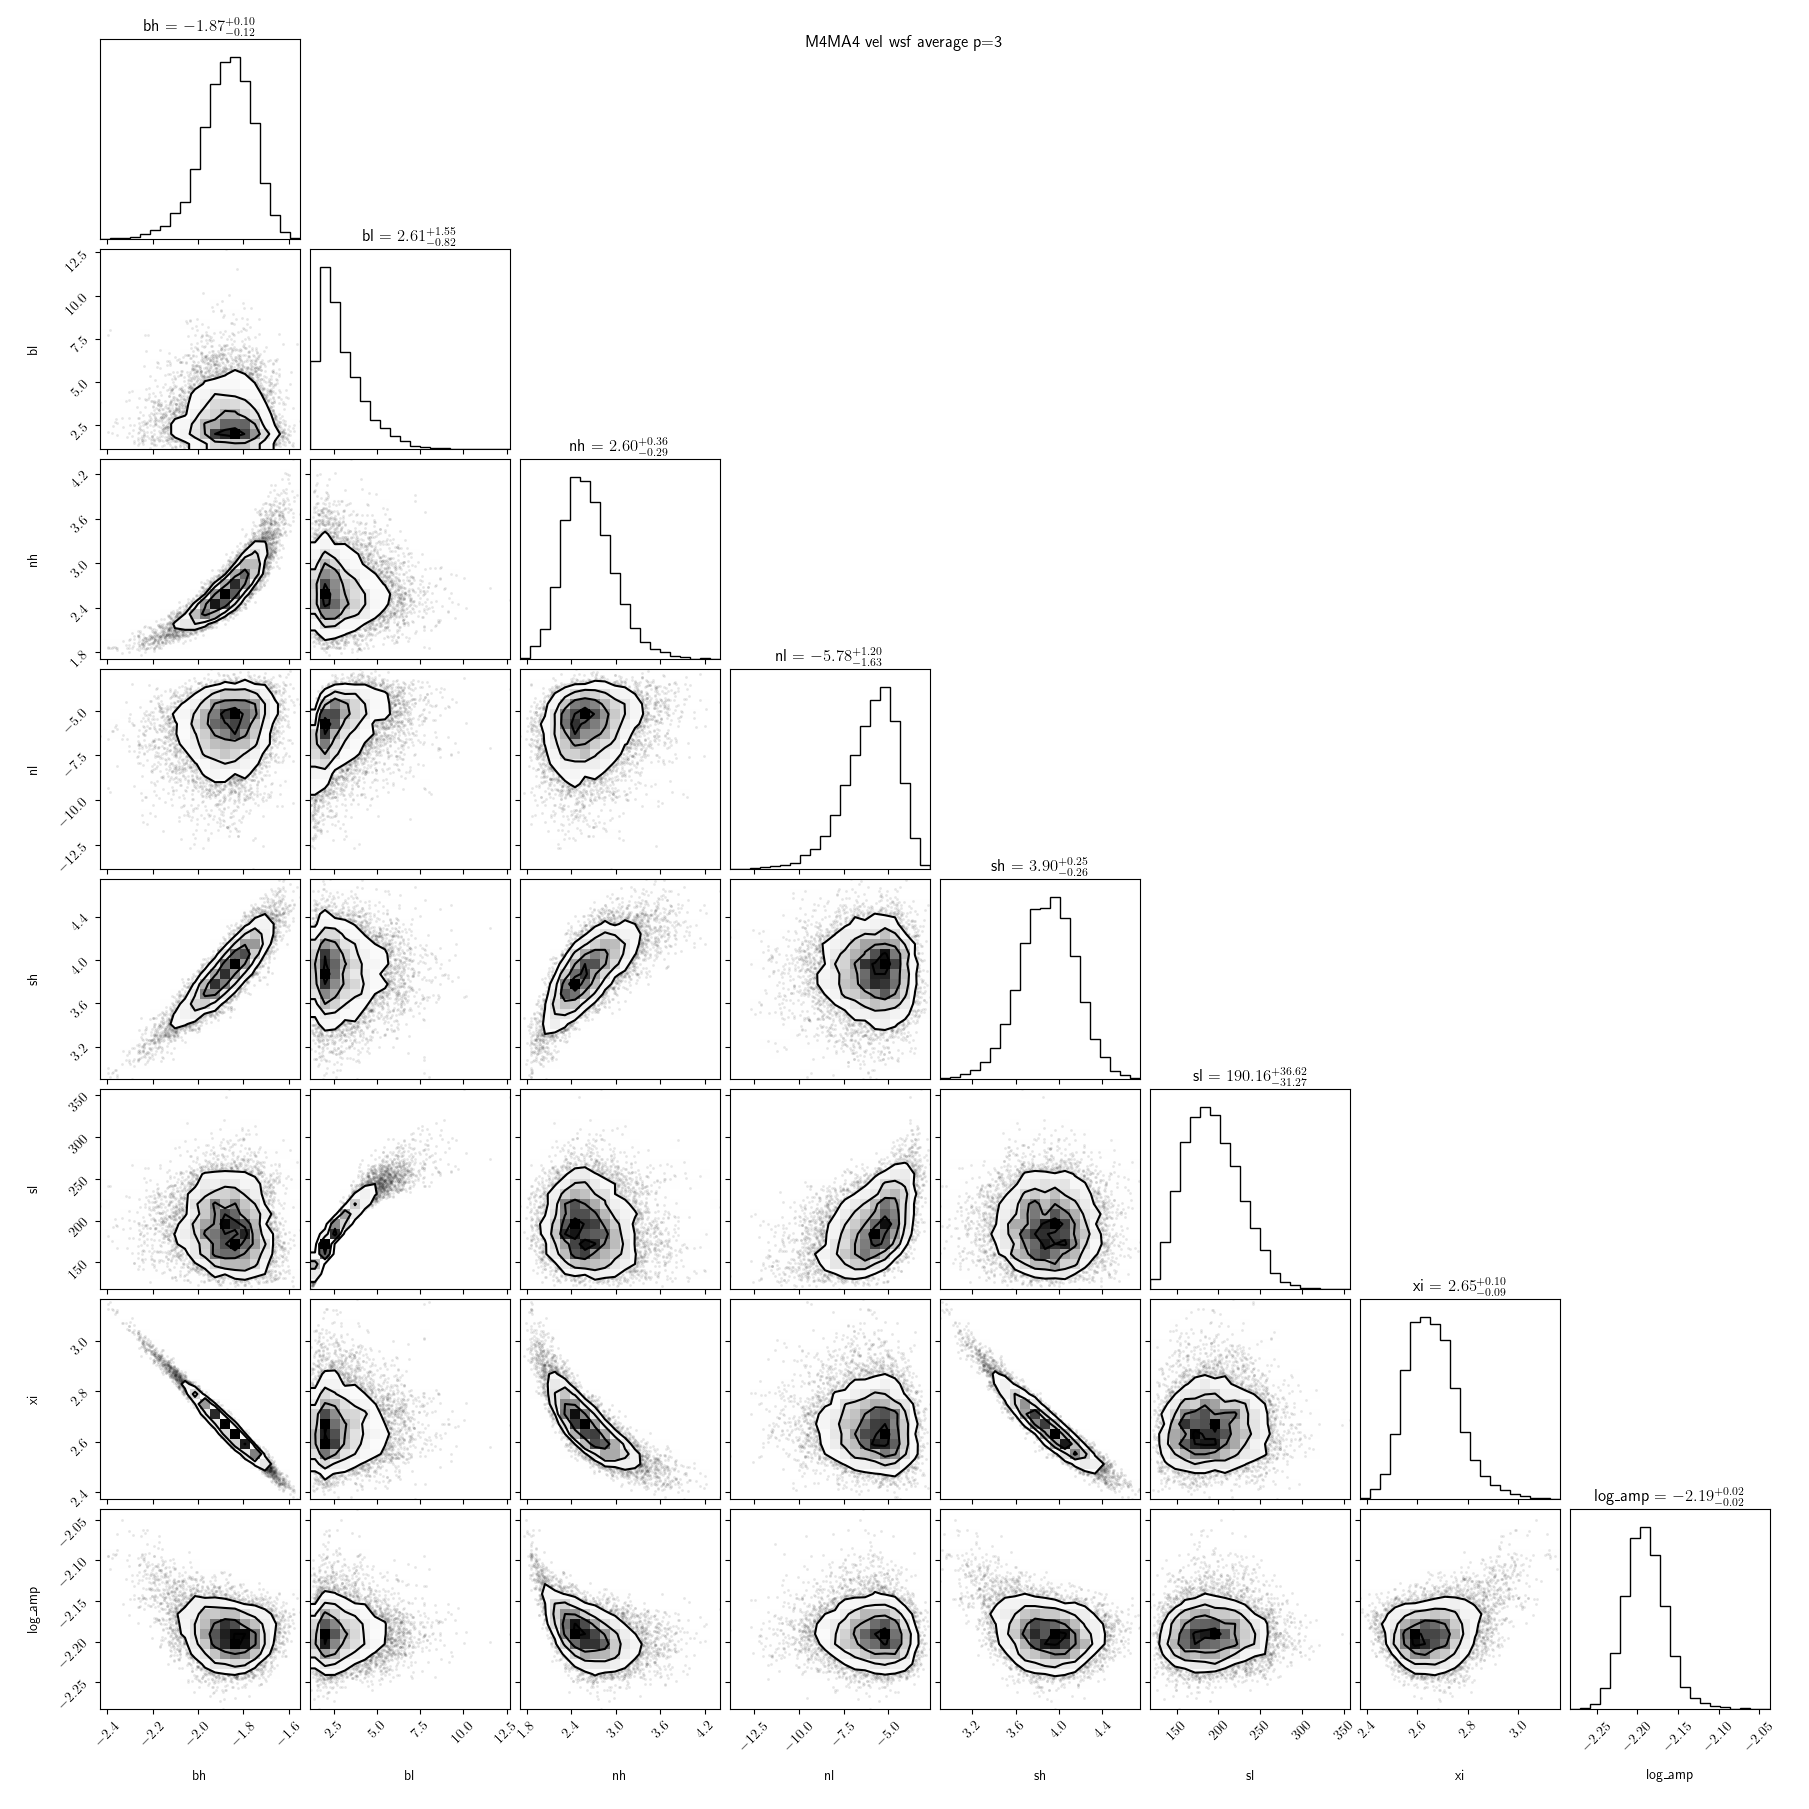 M4MA4 vel wsf average p=3
bh = −1.87+0.10 −0.12
bl = 2.61+1.55 −0.82
nh = 2.60+0.36 −0.29
nl = −5.78+1.20 −1.63
sh = 3.90+0.25 −0.26
sl = 190.16+36.62 −31.27
xi = 2.65+0.10 −0.09
log_amp = −2.19+0.02 −0.02
bl
12.5
10.0
7.5
5.0
2.5
nh
4.2
3.6
3.0
2.4
1.8
nl
−5.0
−7.5
−10.0
−12.5
sh
4.4
4.0
3.6
3.2
sl
350
300
250
200
150
xi
3.0
2.8
2.6
2.4
log_amp
−2.05
−2.10
−2.15
−2.20
−2.25
−2.4 −2.2 −2.0 −1.8 −1.6
2.5 5.0 7.5 10.0 12.5
1.8 2.4 3.0 3.6 4.2
−12.5 −10.0 −7.5 −5.0
3.2 3.6 4.0 4.4
150 200 250 300 350
2.4 2.6 2.8 3.0
−2.25 −2.20 −2.15 −2.10 −2.05
bh bl nh nl sh sl xi log_amp